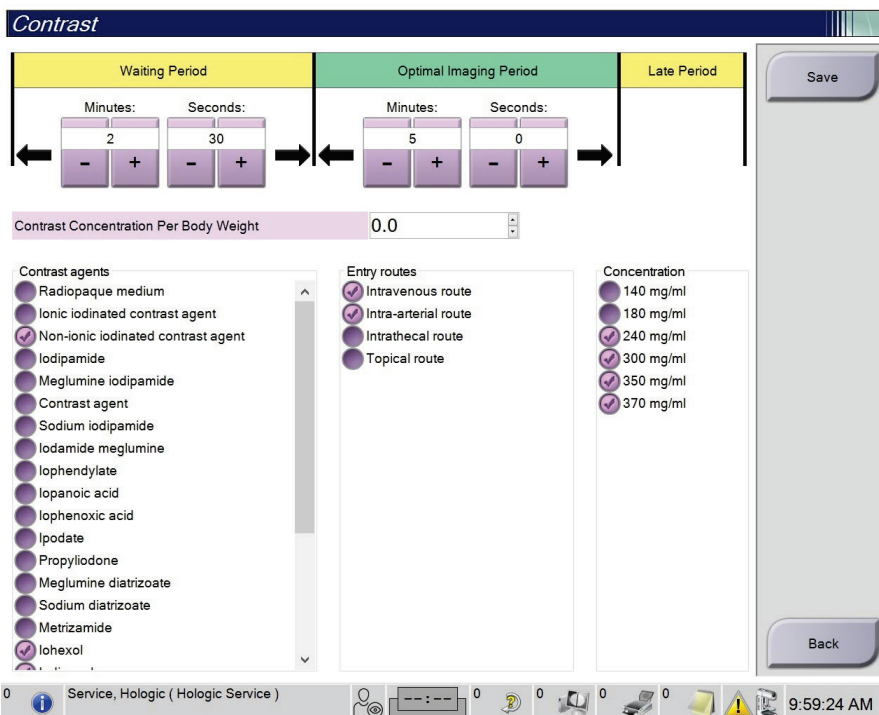 Contrast
Waiting Period
Optimal Imaging Period
Late Period
Save
Minutes:
Seconds:
Minutes:
Seconds:
2
30
5
0
- + - +
- + - +
Contrast Concentration Per Body Weight
0.0
Contrast agents
Radiopaque medium
Ionic iodinated contrast agent
Non-ionic iodinated contrast agent
Iodipamide
Meglumine iodipamide
Contrast agent
Sodium iodipamide
Iodamide meglumine
Iophendylate
Iopanoic acid
Iophenoxic acid
Ipodate
Propyliodone
Meglumine diatrizoate
Sodium diatrizoate
Metrizamide
Iohexol
Entry routes
Intravenous route
Intra-arterial route
Intrathecal route
Topical route
Concentration
140 mg/ml
180 mg/ml
240 mg/ml
300 mg/ml
350 mg/ml
370 mg/ml
Back
0
Service, Hologic ( Hologic Service )
--:--
0
0
0
0
9:59:24 AM